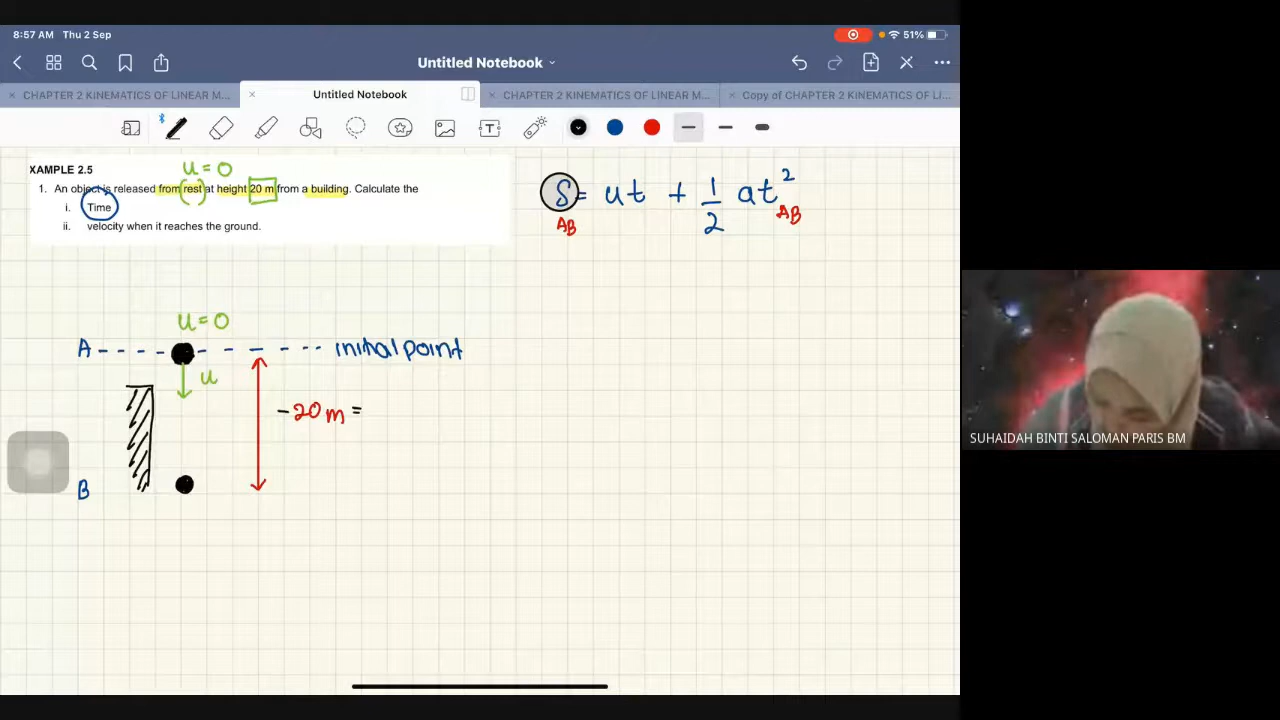 8:57 AM Thu 2 Sep
51%
Untitled Notebook
CHAPTER 2 KINEMATICS OF LINEAR M...
Untitled Notebook
CHAPTER 2 KINEMATICS OF LINEAR M...
Copy of CHAPTER 2 KINEMATICS OF LI...
XAMPLE 2.5
u = 0
1. An object is released from rest at height 20 m from a building. Calculate the
i. Time
ii. velocity when it reaches the ground.
S = ut + 1/2 at²
AB AB
u = 0
A initial point
u
-20 m =
B
SUHAIDAH BINTI SALOMAN PARIS BM